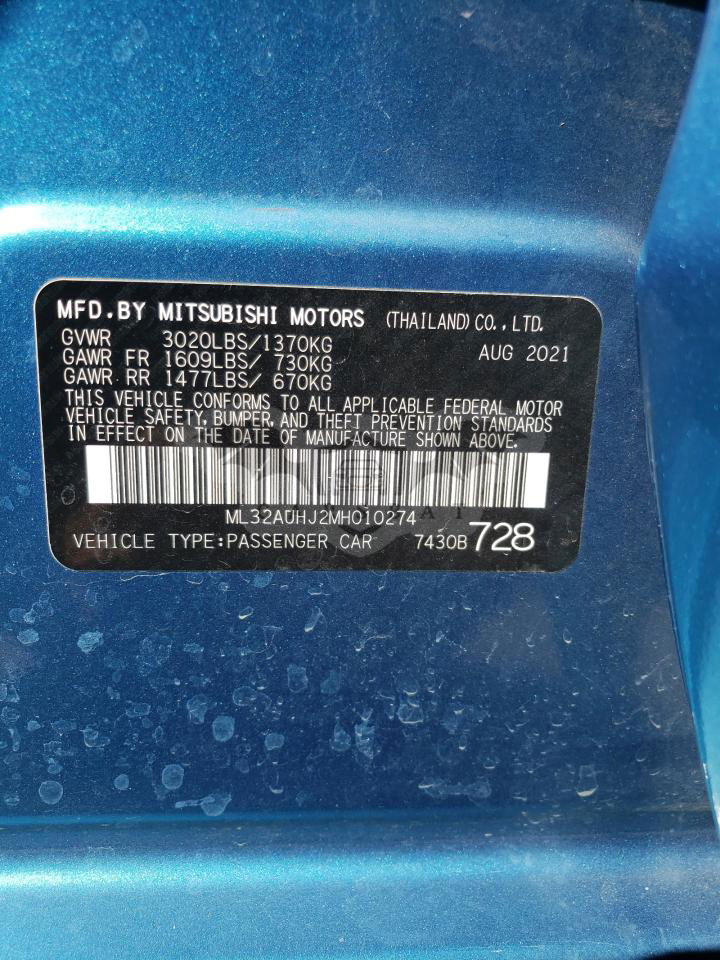 MFD. BY MITSUBISHI MOTORS (THAILAND) CO., LTD.
GVWR 3020LBS/1370KG AUG 2021
GAWR FR 1609LBS/ 730KG
GAWR RR 1477LBS/ 670KG
THIS VEHICLE CONFORMS TO ALL APPLICABLE FEDERAL MOTOR
VEHICLE SAFETY, BUMPER, AND THEFT PREVENTION STANDARDS
IN EFFECT ON THE DATE OF MANUFACTURE SHOWN ABOVE.
ML32AUHJ2MH010274
VEHICLE TYPE:PASSENGER CAR 7430B 728